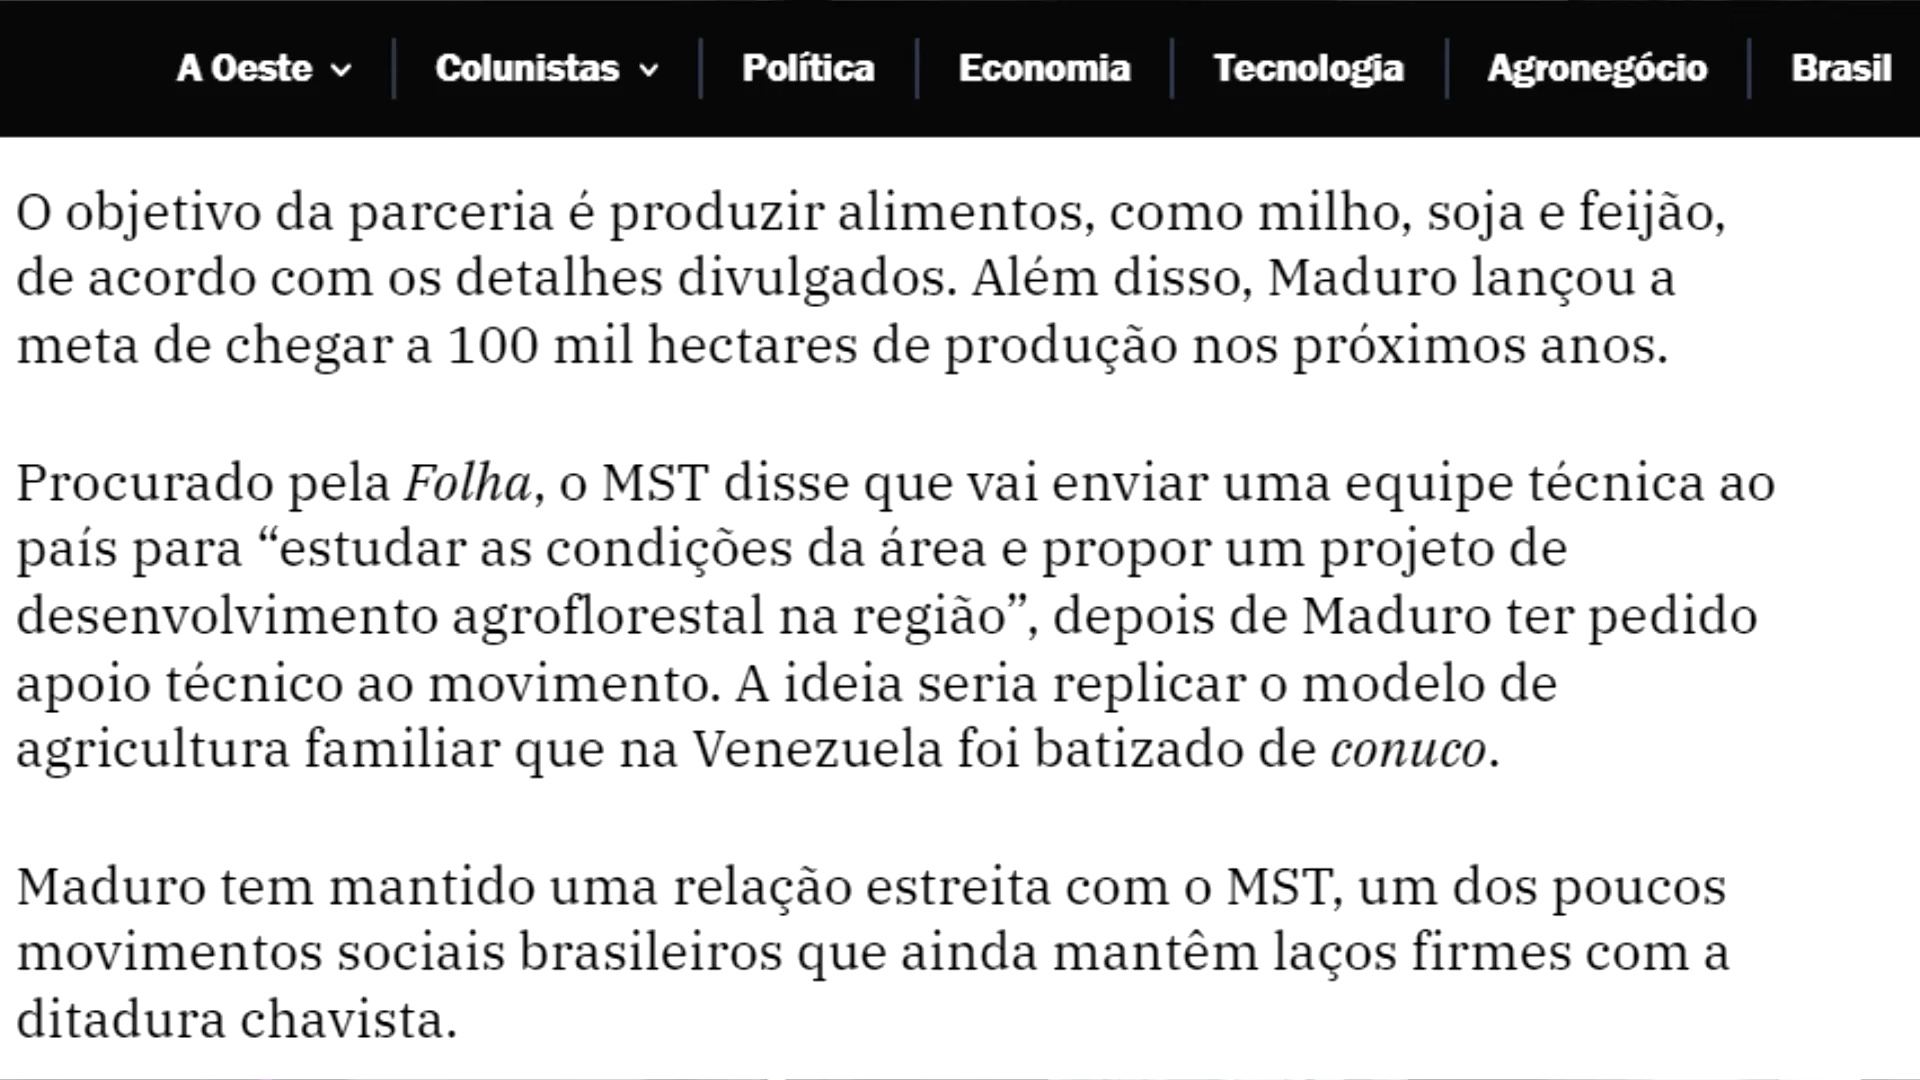 A Oeste Colunistas Política Economia Tecnologia Agronegócio Brasil
O objetivo da parceria é produzir alimentos, como milho, soja e feijão,
de acordo com os detalhes divulgados. Além disso, Maduro lançou a
meta de chegar a 100 mil hectares de produção nos próximos anos.
Procurado pela Folha, o MST disse que vai enviar uma equipe técnica ao
país para “estudar as condições da área e propor um projeto de
desenvolvimento agroflorestal na região”, depois de Maduro ter pedido
apoio técnico ao movimento. A ideia seria replicar o modelo de
agricultura familiar que na Venezuela foi batizado de conuco.
Maduro tem mantido uma relação estreita com o MST, um dos poucos
movimentos sociais brasileiros que ainda mantêm laços firmes com a
ditadura chavista.